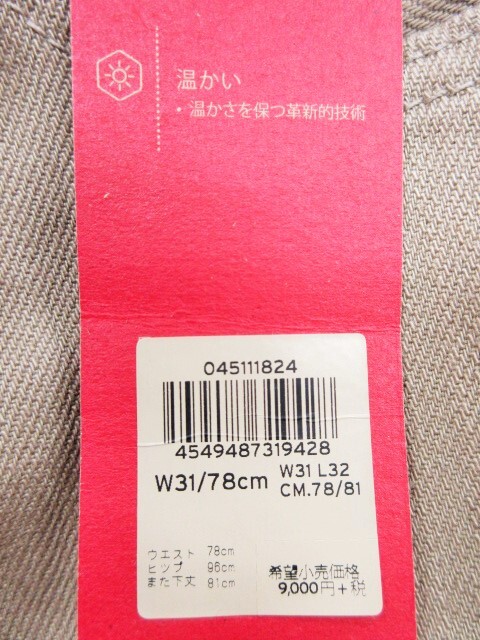 温かい
・温かさを保つ革新的技術
045111824
4549487319428
W31/78cm
W31 L32
CM.78/81
ウエスト 78cm
ヒップ 96cm
また下丈 81cm
希望小売価格
9,000円+税